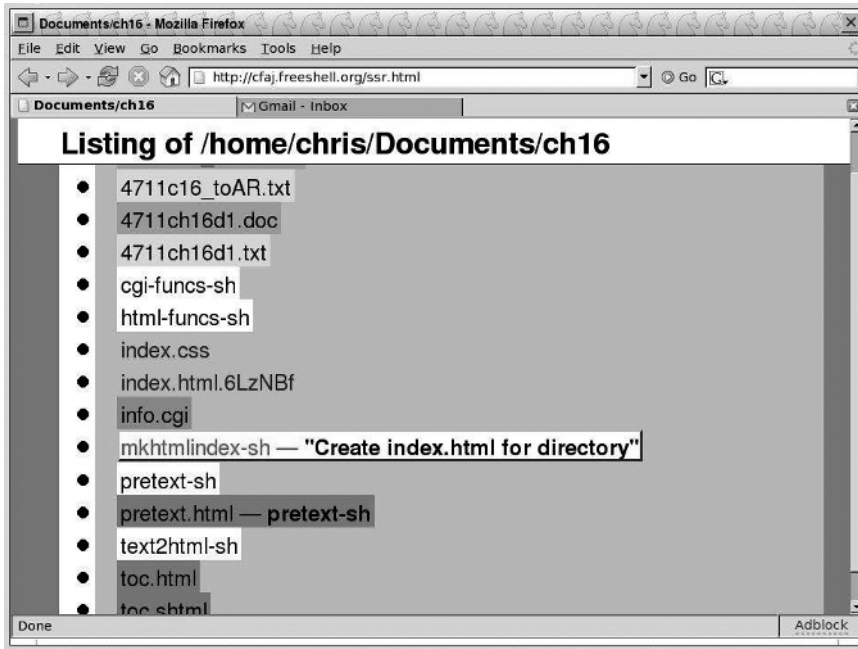 Documents/ch16 - Mozilla Firefox
File Edit View Go Bookmarks Tools Help
http://cfaj.freeshell.org/ssr.html Go G
Documents/ch16 Gmail - Inbox
Listing of /home/chris/Documents/ch16
4711c16_toAR.txt
4711ch16d1.doc
4711ch16d1.txt
cgi-funcs-sh
html-funcs-sh
index.css
index.html.6LzNBf
info.cgi
mkhtmlindex-sh — "Create index.html for directory"
pretext-sh
pretext.html — pretext-sh
text2html-sh
toc.html
toc.shtml
Done Adblock